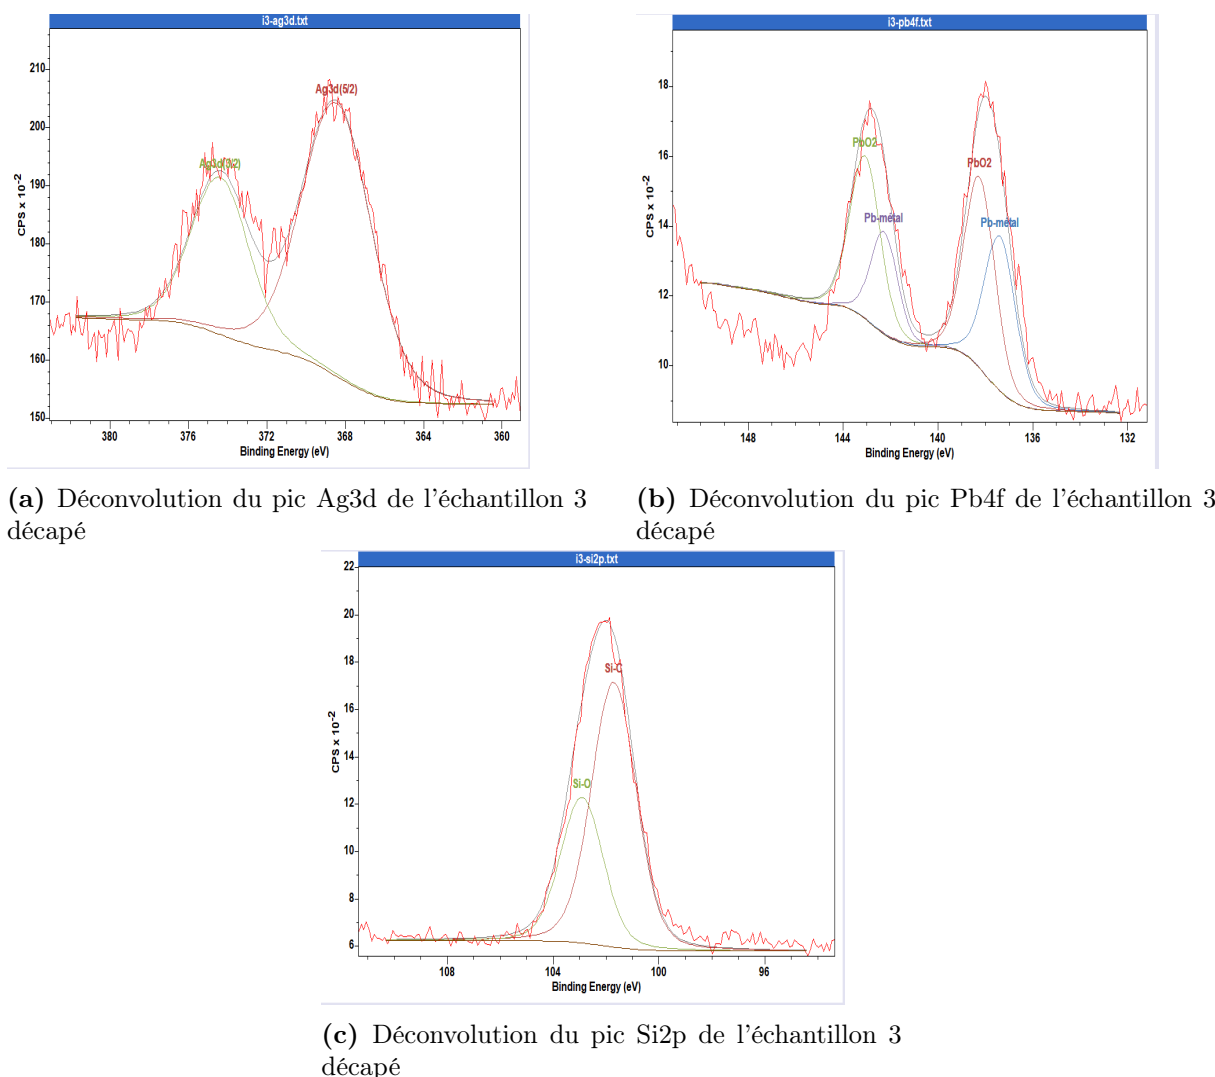 i3-ag3d.txt
210
200
190
180
170
160
150
CPS x 10⁻²
Ag3d(5/2)
Ag3d(3/2)
380 376 372 368 364 360
Binding Energy (eV)
(a) Déconvolution du pic Ag3d de l'échantillon 3
décapé
i3-pb4f.txt
18
16
14
12
10
CPS x 10⁻²
PbO2
Pb-métal
PbO2
Pb-métal
148 144 140 136 132
Binding Energy (eV)
(b) Déconvolution du pic Pb4f de l'échantillon 3
décapé
i3-si2p.txt
22
20
18
16
14
12
10
8
6
CPS x 10⁻²
Si-C
Si-O
108 104 100 96
Binding Energy (eV)
(c) Déconvolution du pic Si2p de l'échantillon 3
décapé